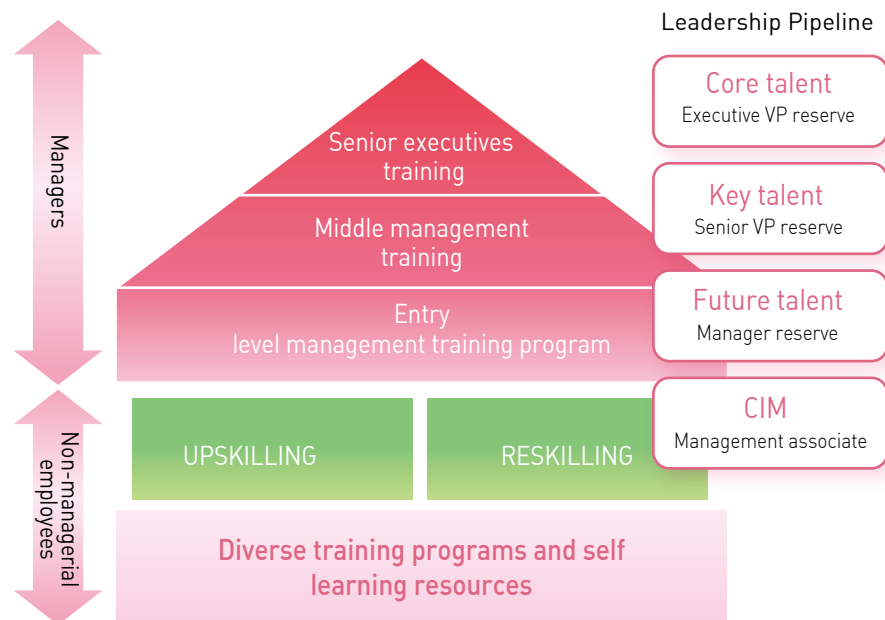 Leadership Pipeline
Managers
Senior executives
training
Middle management
training
Entry
level management training program
Core talent
Executive VP reserve
Key talent
Senior VP reserve
Future talent
Manager reserve
CIM
Management associate
Non-managerial
employees
UPSKILLING
RESKILLING
Diverse training programs and self
learning resources